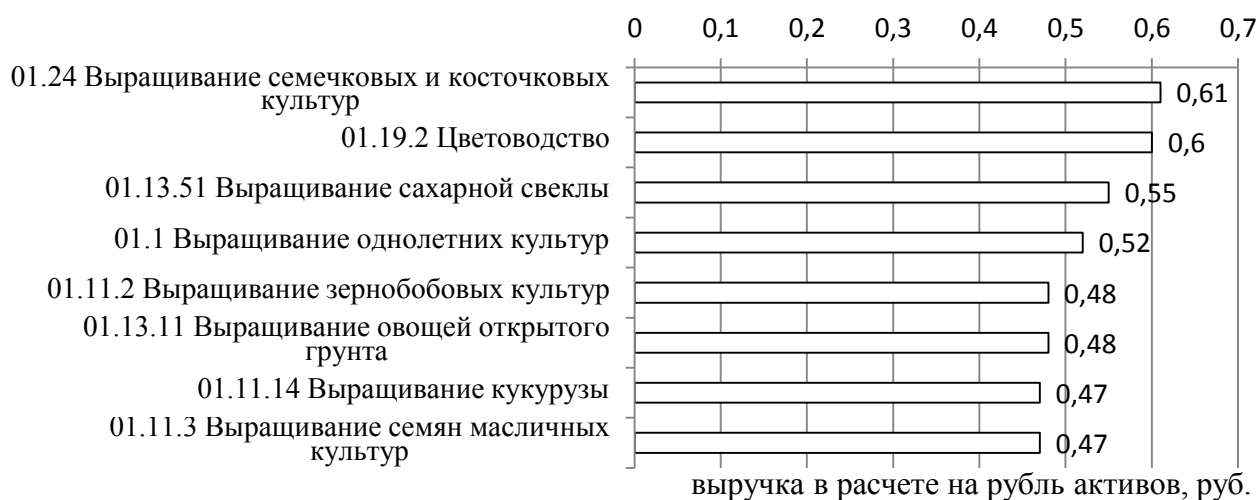 0 0,1 0,2 0,3 0,4 0,5 0,6 0,7
01.24 Выращивание семечковых и косточковых
культур
0,61
01.19.2 Цветоводство
0,6
01.13.51 Выращивание сахарной свеклы
0,55
01.1 Выращивание однолетних культур
0,52
01.11.2 Выращивание зернобобовых культур
0,48
01.13.11 Выращивание овощей открытого
грунта
0,48
01.11.14 Выращивание кукурузы
0,47
01.11.3 Выращивание семян масличных
культур
0,47
выручка в расчете на рубль активов, руб.